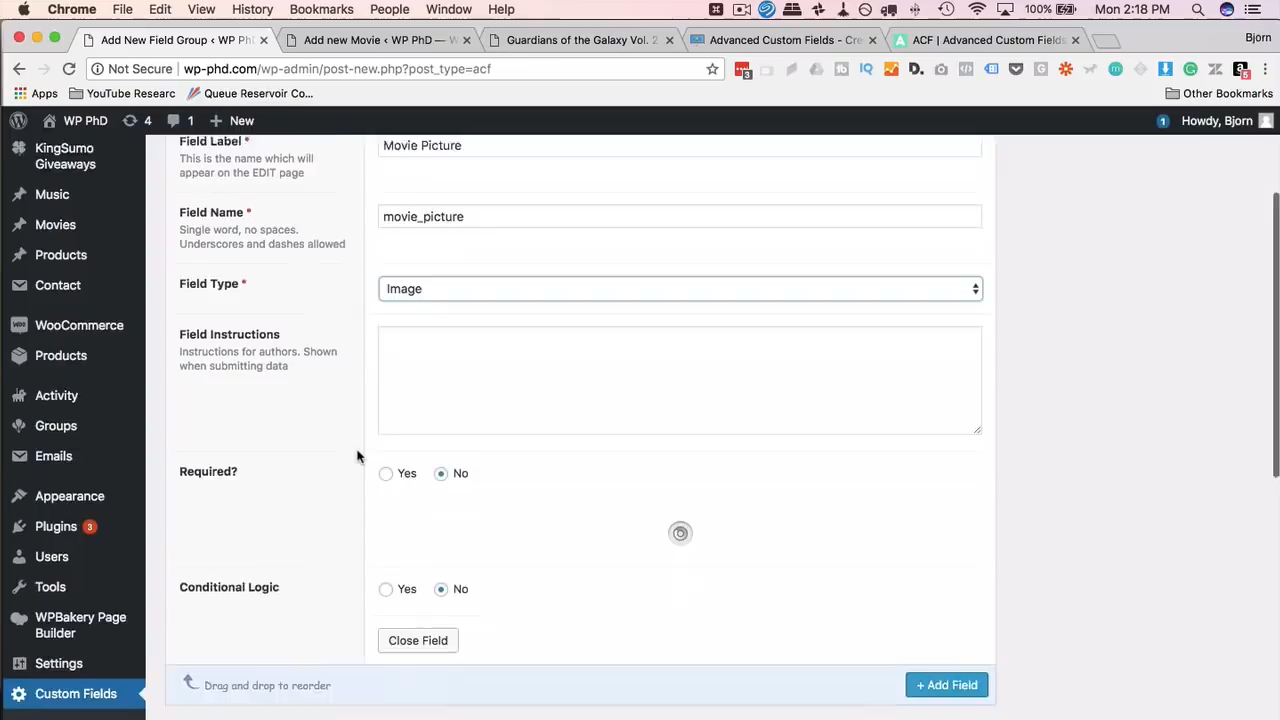 Chrome File Edit View History Bookmarks People Window Help 100% Mon 2:18 PM
Add New Field Group ‹ WP Ph Add new Movie ‹ WP PhD — W Guardians of the Galaxy Vol. 2 Advanced Custom Fields - Cre ACF | Advanced Custom Fields Bjorn
Not Secure | wp-phd.com/wp-admin/post-new.php?post_type=acf
Apps YouTube Researc Queue Reservoir Co... Other Bookmarks
WP PhD 4 1 + New 1 Howdy, Bjorn
KingSumo
Giveaways
Music
Movies
Products
Contact
WooCommerce
Products
Activity
Groups
Emails
Appearance
Plugins 3
Users
Tools
WPBakery Page
Builder
Settings
Custom Fields
Field Label *
This is the name which will
appear on the EDIT page
Movie Picture
Field Name *
Single word, no spaces.
Underscores and dashes allowed
movie_picture
Field Type *
Image
Field Instructions
Instructions for authors. Shown
when submitting data
Required?
Yes No
Conditional Logic
Yes No
Close Field
Drag and drop to reorder
+ Add Field